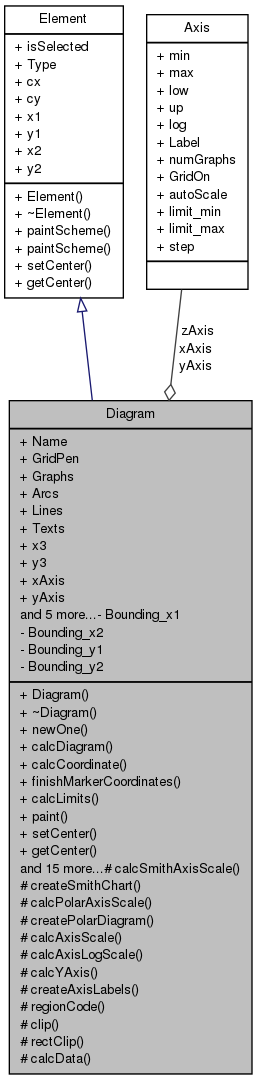 Element
+ isSelected
+ Type
+ cx
+ cy
+ x1
+ y1
+ x2
+ y2
+ Element()
+ ~Element()
+ paintScheme()
+ paintScheme()
+ setCenter()
+ getCenter()
Axis
+ min
+ max
+ low
+ up
+ log
+ Label
+ numGraphs
+ GridOn
+ autoScale
+ limit_min
+ limit_max
+ step
zAxis
xAxis
yAxis
Diagram
+ Name
+ GridPen
+ Graphs
+ Arcs
+ Lines
+ Texts
+ x3
+ y3
+ xAxis
+ yAxis
and 5 more...- Bounding_x1
- Bounding_x2
- Bounding_y1
- Bounding_y2
+ Diagram()
+ ~Diagram()
+ newOne()
+ calcDiagram()
+ calcCoordinate()
+ finishMarkerCoordinates()
+ calcLimits()
+ paint()
+ setCenter()
+ getCenter()
and 15 more...# calcSmithAxisScale()
# createSmithChart()
# calcPolarAxisScale()
# createPolarDiagram()
# calcAxisScale()
# calcAxisLogScale()
# calcYAxis()
# createAxisLabels()
# regionCode()
# clip()
# rectClip()
# calcData()